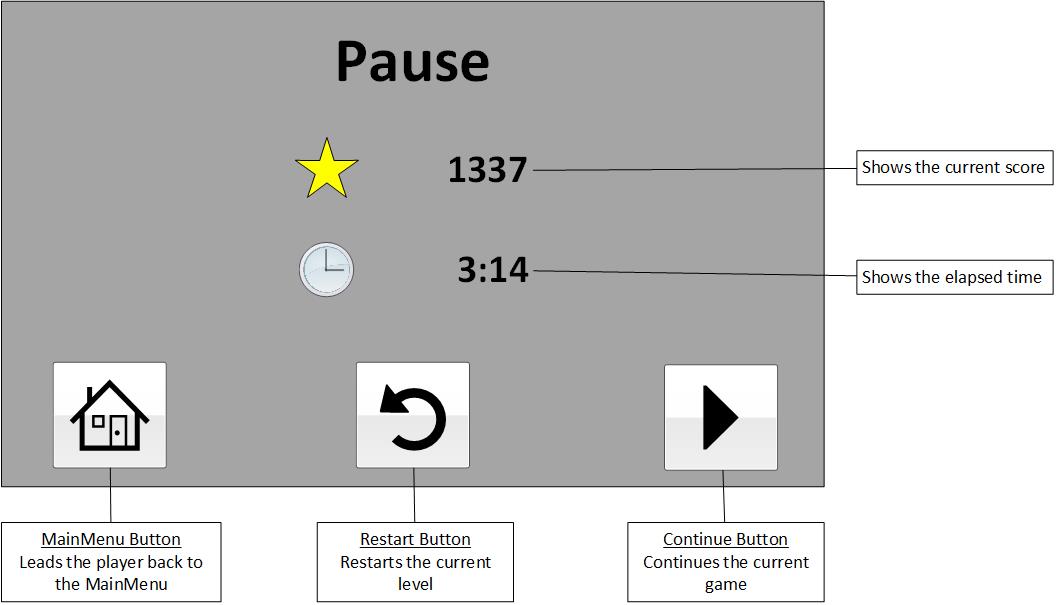 Pause
1337
Shows the current score
3:14
Shows the elapsed time
MainMenu Button
Leads the player back to
the MainMenu
Restart Button
Restarts the current
level
Continue Button
Continues the current
game